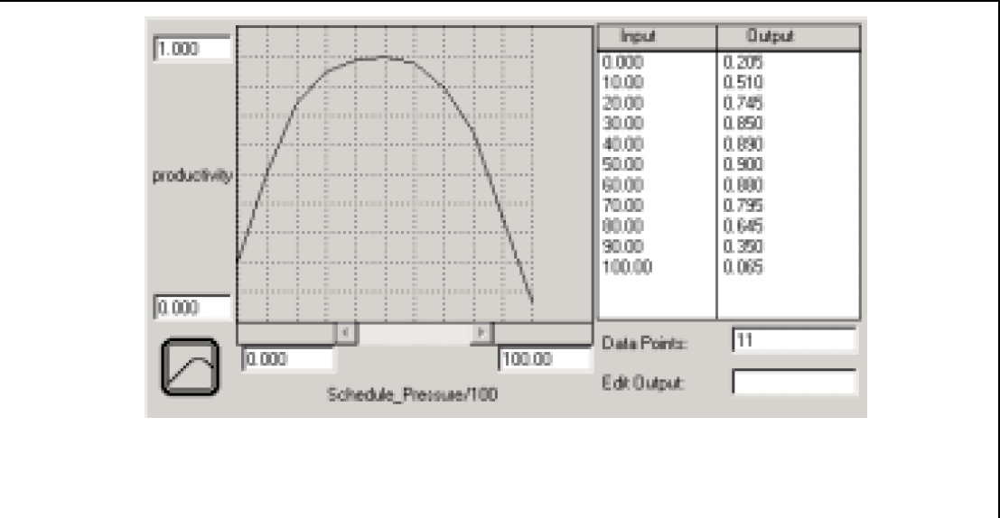 1.000
productivity
0.000
0.000 100.00
Schedule_Pressure/100
Input Output
0.000 0.205
10.00 0.510
20.00 0.745
30.00 0.850
40.00 0.890
50.00 0.900
60.00 0.880
70.00 0.795
80.00 0.645
90.00 0.350
100.00 0.065
Data Points: 11
Edit Output: